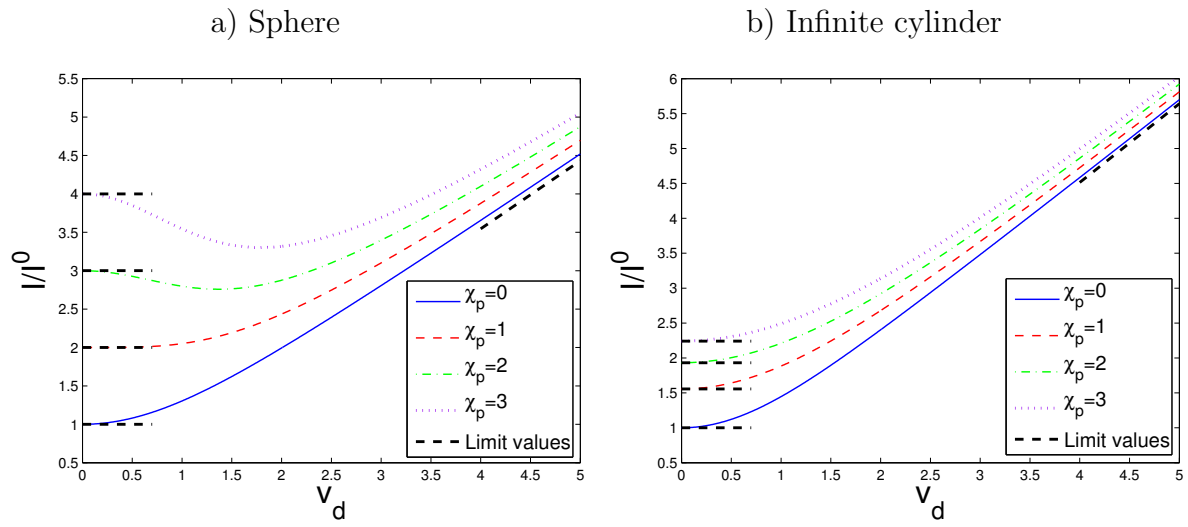 a) Sphere
b) Infinite cylinder
I/I⁰
5.5
5
4.5
4
3.5
3
2.5
2
1.5
1
0.5
0 0.5 1 1.5 2 2.5 3 3.5 4 4.5 5
v_d
χ_p=0
χ_p=1
χ_p=2
χ_p=3
Limit values
I/I⁰
6
5.5
5
4.5
4
3.5
3
2.5
2
1.5
1
0.5
0 0.5 1 1.5 2 2.5 3 3.5 4 4.5 5
v_d
χ_p=0
χ_p=1
χ_p=2
χ_p=3
Limit values